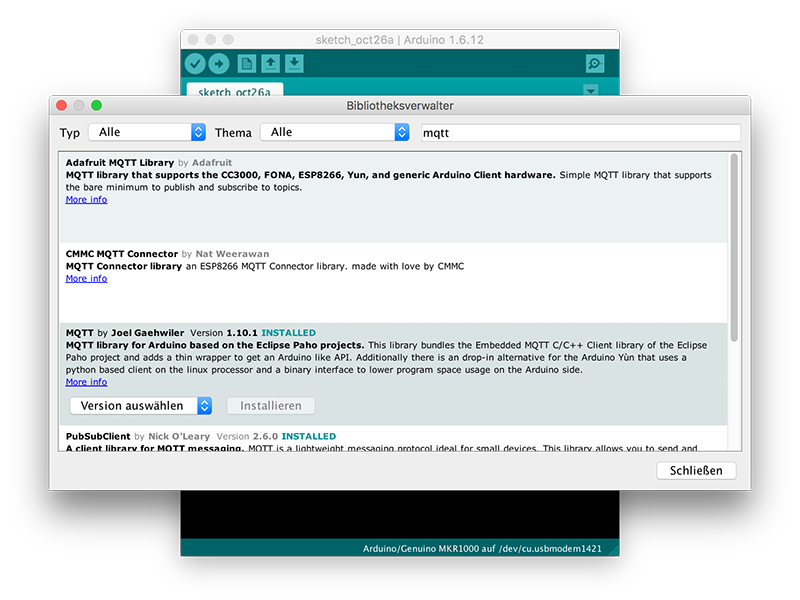 sketch_oct26a | Arduino 1.6.12
sketch_oct26a
Bibliotheksverwalter
Typ Alle Thema Alle mqtt
Adafruit MQTT Library by Adafruit
MQTT library that supports the CC3000, FONA, ESP8266, Yun, and generic Arduino Client hardware. Simple MQTT library that supports
the bare minimum to publish and subscribe to topics.
More info
CMMC MQTT Connector by Nat Weerawan
MQTT Connector library an ESP8266 MQTT Connector library. made with love by CMMC
More info
MQTT by Joel Gaehwiler Version 1.10.1 INSTALLED
MQTT library for Arduino based on the Eclipse Paho projects. This library bundles the Embedded MQTT C/C++ Client library of the Eclipse
Paho project and adds a thin wrapper to get an Arduino like API. Additionally there is an drop-in alternative for the Arduino Yùn that uses a
python based client on the linux processor and a binary interface to lower program space usage on the Arduino side.
More info
Version auswählen Installieren
PubSubClient by Nick O'Leary Version 2.6.0 INSTALLED
A client library for MQTT messaging. MQTT is a lightweight messaging protocol ideal for small devices. This library allows you to send and
Schließen
Arduino/Genuino MKR1000 auf /dev/cu.usbmodem1421